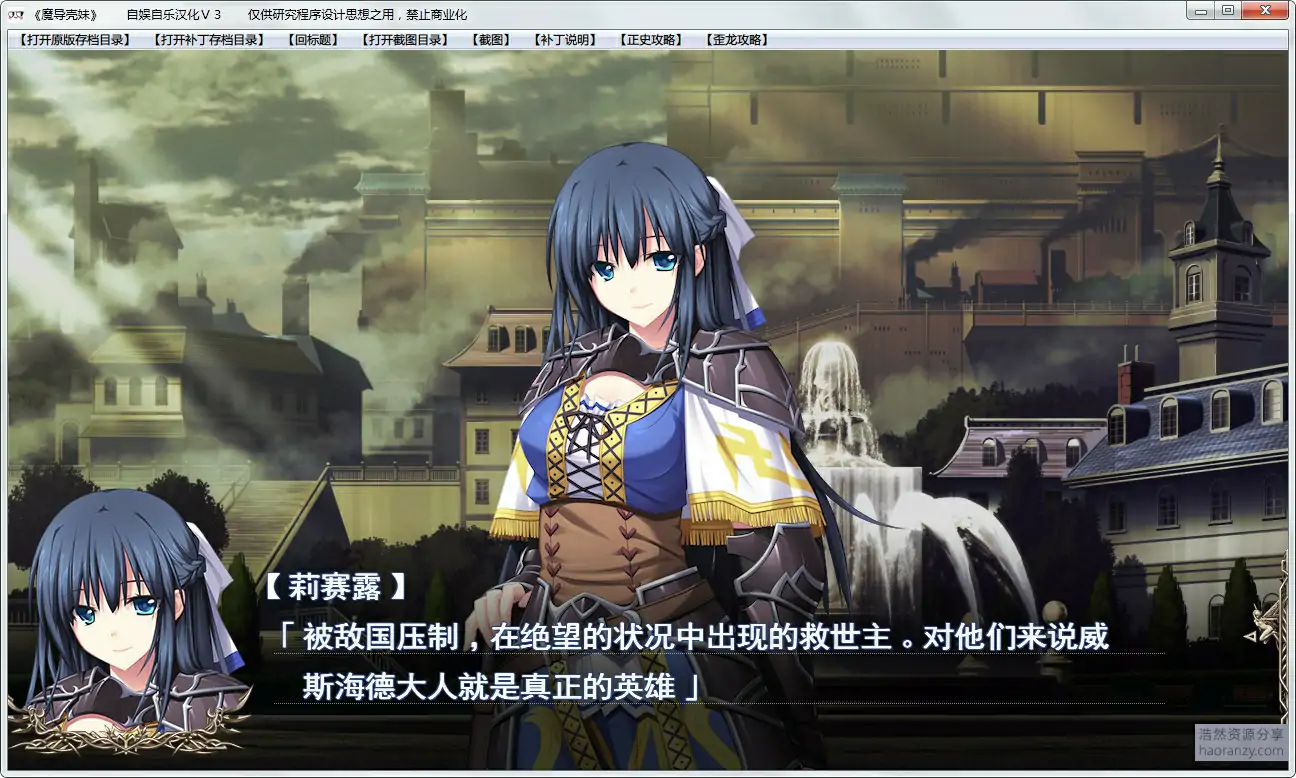 《魔导壳妹》 自娱自乐汉化V 3 仅供研究程序设计思想之用，禁止商业化
【打开原版存档目录】 【打开补丁存档目录】 【回标题】 【打开截图目录】 【截图】 【补丁说明】 【正史攻略】 【歪龙攻略】
【 莉赛露 】
「 被敌国压制，在绝望的状况中出现的救世主。对他们来说威
斯海德大人就是真正的英雄 」
浩然资源分享
haoranzy.com